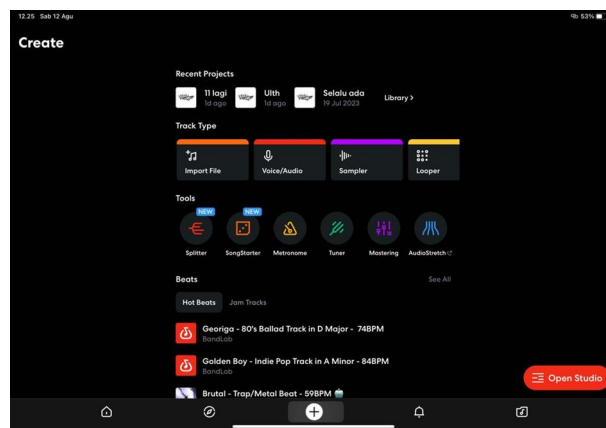 12.25 Sab 12 Agu
53%
Create
Recent Projects
11 lagi
1d ago
Ulth
1d ago
Selalu ada
19 Jul 2023
Library >
Track Type
Import File
Voice/Audio
Sampler
Looper
Tools
NEW
NEW
Splitter
SongStarter
Metronome
Tuner
Mastering
AudioStretch
Beats
See All
Hot Beats
Jam Tracks
Georiga - 80's Ballad Track in D Major - 74BPM
BandLab
Golden Boy - Indie Pop Track in A Minor - 84BPM
BandLab
Brutal - Trap/Metal Beat - 59BPM
Open Studio